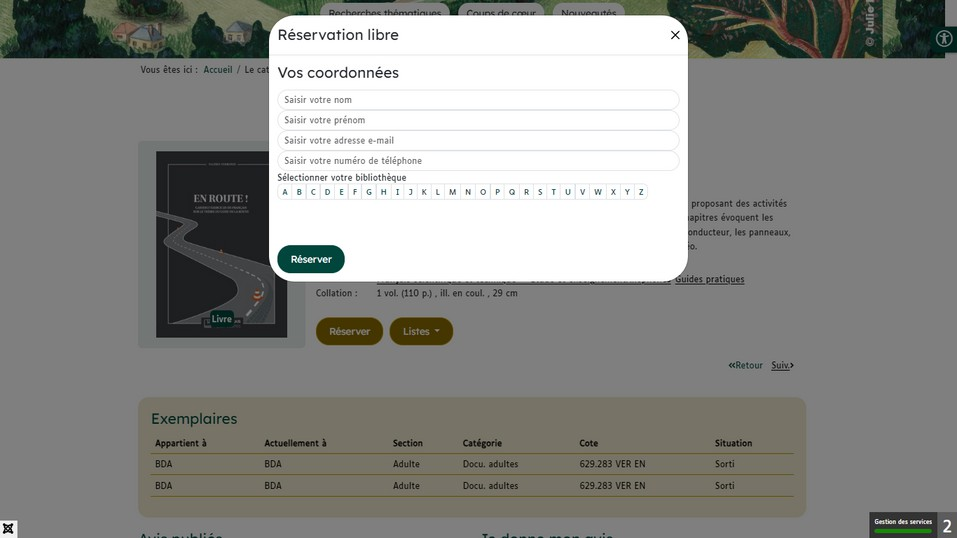 Recherches thématiques Coups de cœur Nouveautés
© Julie
Réservation libre
Vous êtes ici : Accueil / Le cat
Vos coordonnées
Saisir votre nom
Saisir votre prénom
Saisir votre adresse e-mail
Saisir votre numéro de téléphone
Sélectionner votre bibliothèque
A B C D E F G H I J K L M N O P Q R S T U V W X Y Z
Réserver
EN ROUTE !
Livre
proposant des activités
apitres évoquent les
onducteur, les panneaux,
éo.
Guides pratiques
Collation : 1 vol. (110 p.) , ill. en coul. , 29 cm
Réserver Listes
Retour Suiv.
Exemplaires
Appartient à Actuellement à Section Catégorie Cote Situation
BDA BDA Adulte Docu. adultes 629.283 VER EN Sorti
BDA BDA Adulte Docu. adultes 629.283 VER EN Sorti
Avis publiés Je donne mon avis
Gestion des services 2